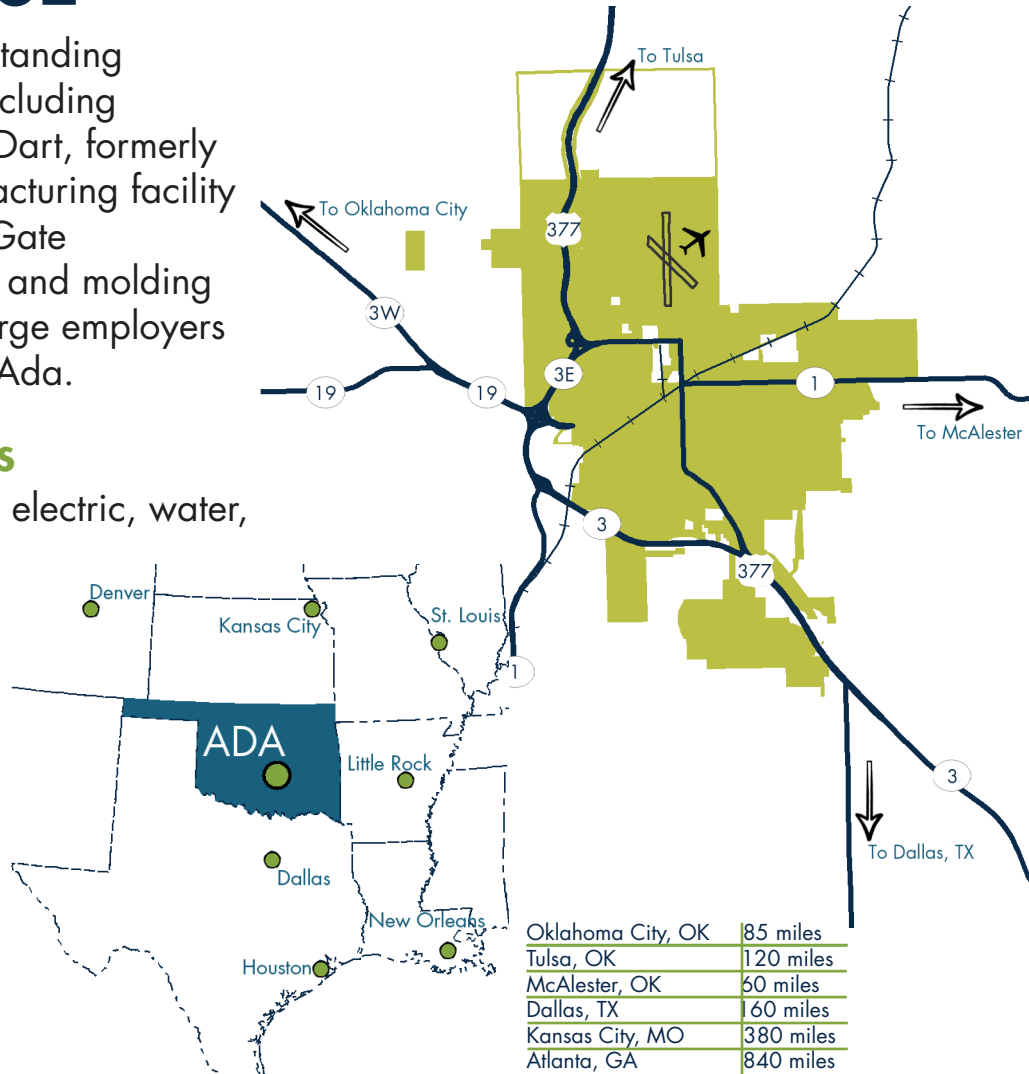 tanding
cluding
Dart, formerly
acturing facility
Gate
and molding
rge employers
Ada.
s
electric, water,
To Tulsa
To Oklahoma City
377
3W
3E
19
19
1
To McAlester
3
377
1
3
To Dallas, TX
Denver
Kansas City
St. Louis
ADA
Little Rock
Dallas
New Orleans
Houston
Oklahoma City, OK 85 miles
Tulsa, OK 120 miles
McAlester, OK 60 miles
Dallas, TX 160 miles
Kansas City, MO 380 miles
Atlanta, GA 840 miles